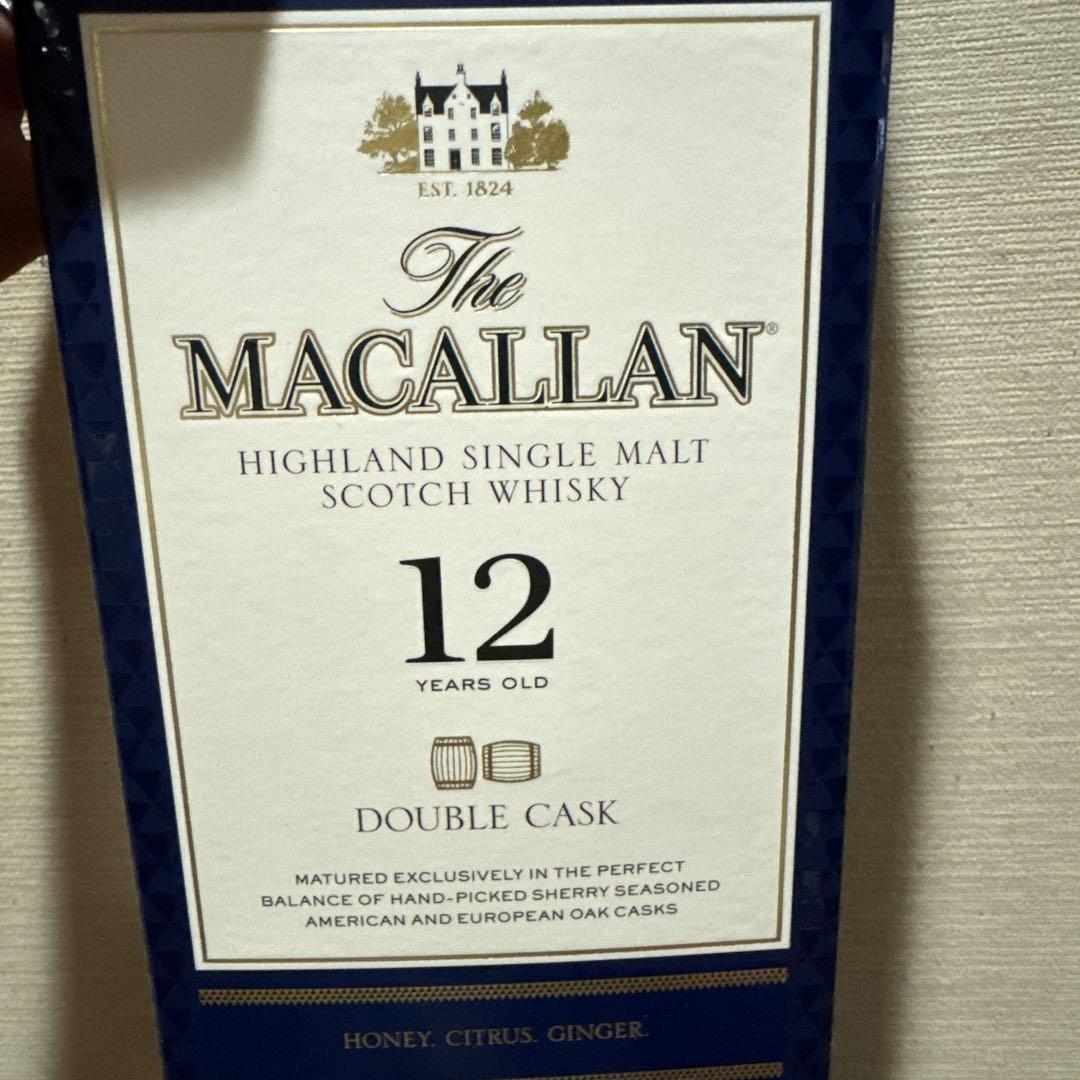 EST. 1824
The
MACALLAN®
HIGHLAND SINGLE MALT
SCOTCH WHISKY
12
YEARS OLD
DOUBLE CASK
MATURED EXCLUSIVELY IN THE PERFECT
BALANCE OF HAND-PICKED SHERRY SEASONED
AMERICAN AND EUROPEAN OAK CASKS
HONEY. CITRUS. GINGER.